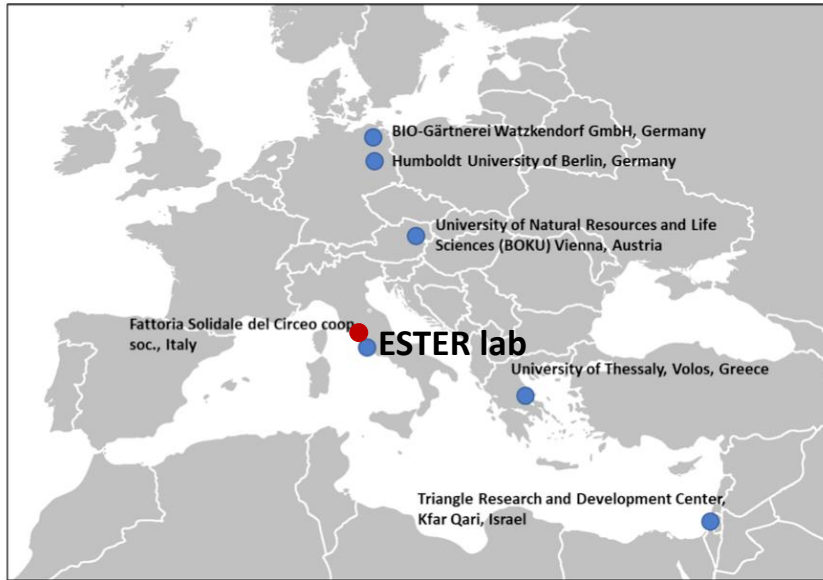 BIO-Gärtnerei Watzkendorf GmbH, Germany
Humboldt University of Berlin, Germany
University of Natural Resources and Life
Sciences (BOKU) Vienna, Austria
Fattoria Solidale del Circeo coop
soc., Italy
ESTER lab
University of Thessaly, Volos, Greece
Triangle Research and Development Center,
Kfar Qari, Israel